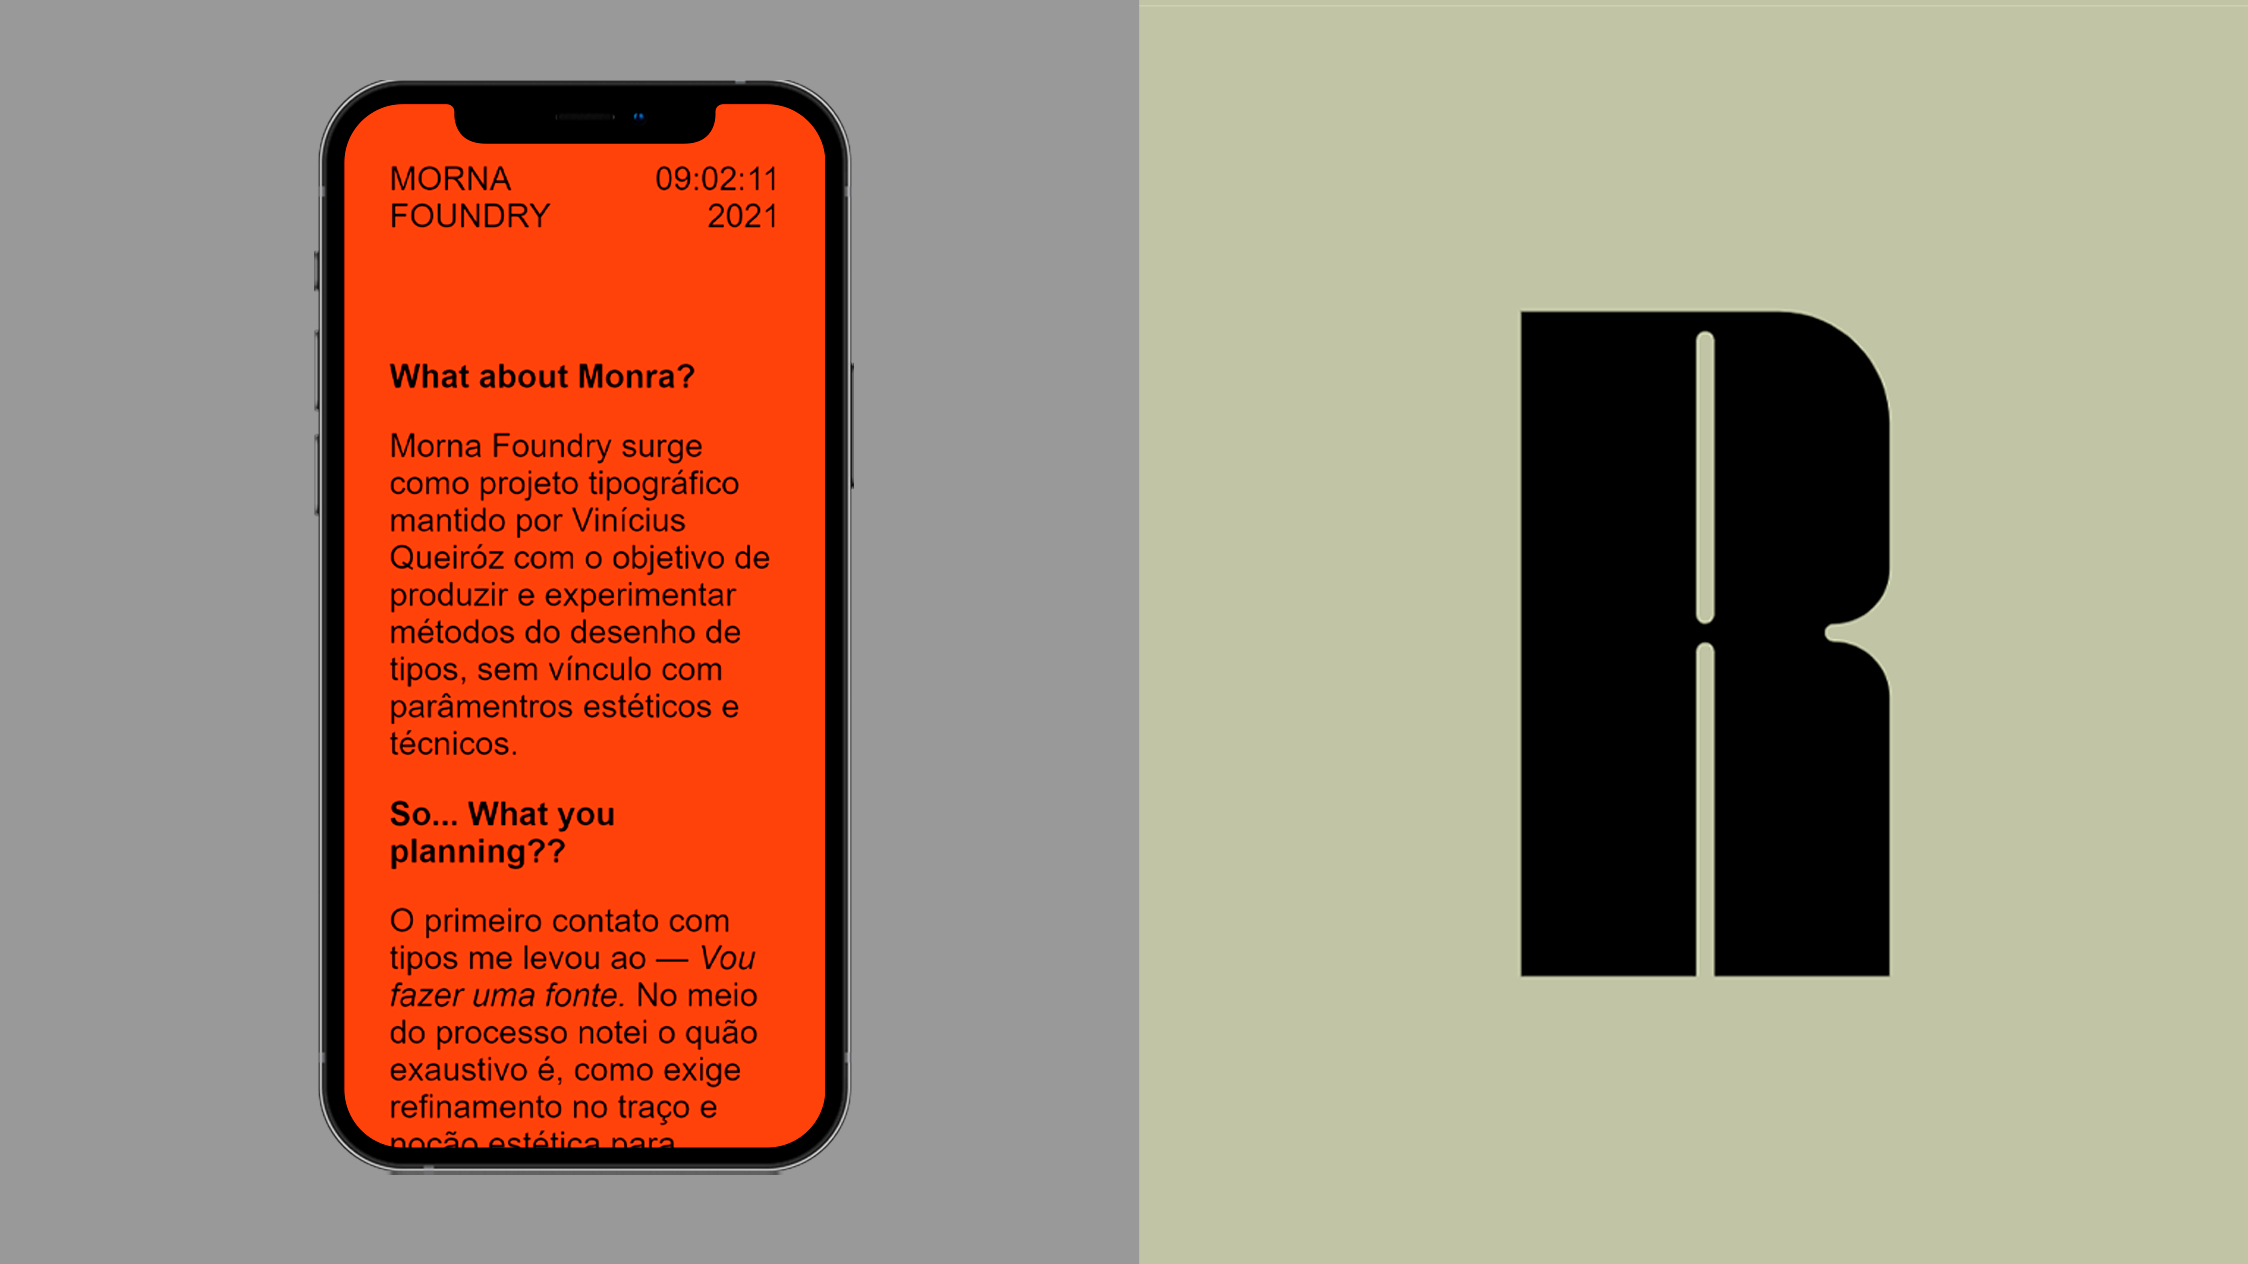 MORNA 09:02:11
FOUNDRY 2021
What about Monra?
Morna Foundry surge
como projeto tipográfico
mantido por Vinícius
Queiróz com o objetivo de
produzir e experimentar
métodos do desenho de
tipos, sem vínculo com
parâmentros estéticos e
técnicos.
So... What you
planning??
O primeiro contato com
tipos me levou ao — Vou
fazer uma fonte. No meio
do processo notei o quão
exaustivo é, como exige
refinamento no traço e
noção estética para
R